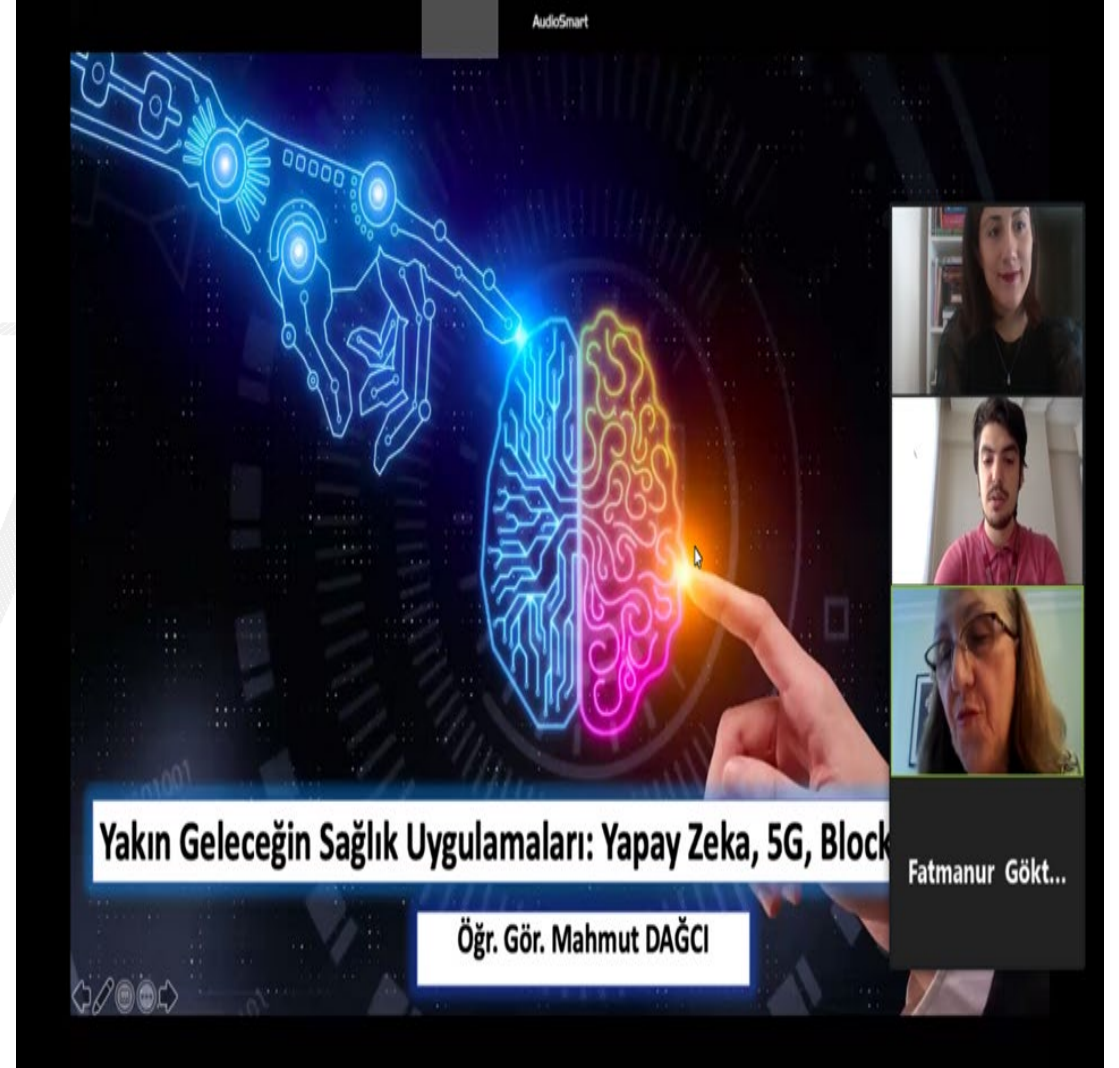 AudioSmart
Yakın Geleceğin Sağlık Uygulamaları: Yapay Zeka, 5G, Block
Fatmanur Gökt...
Öğr. Gör. Mahmut DAĞCI